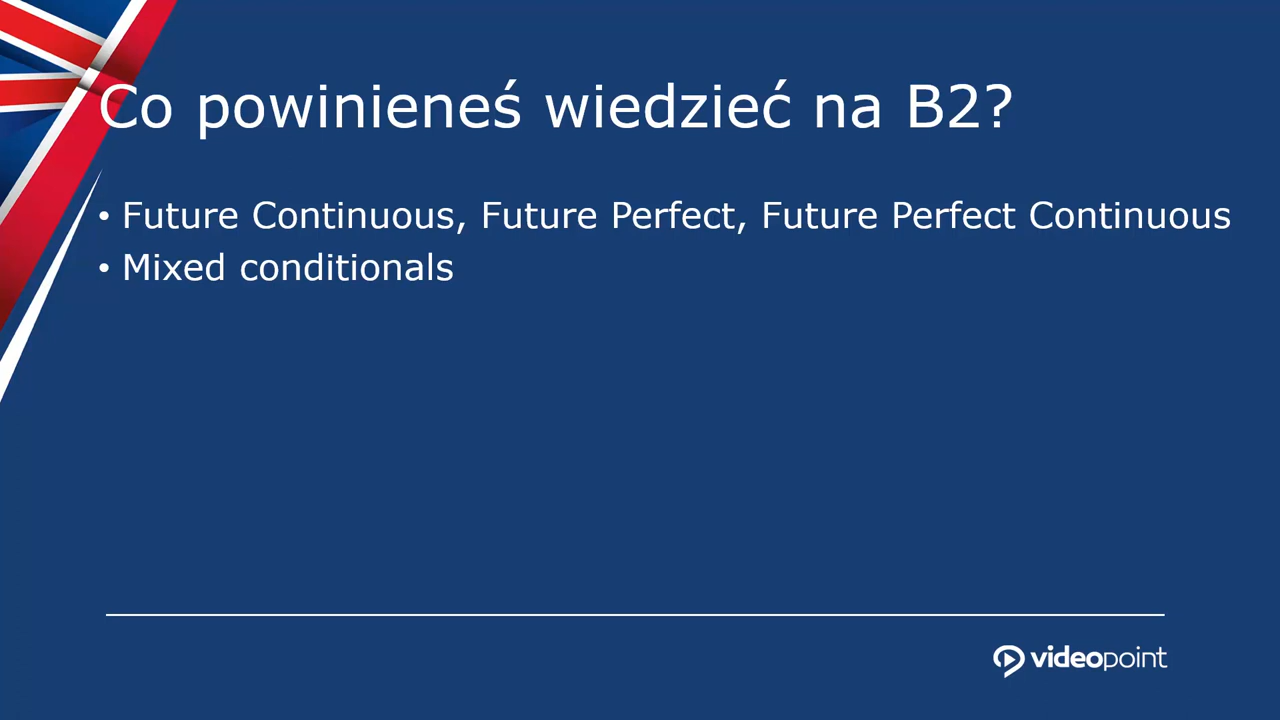 Co powinieneś wiedzieć na B2?
• Future Continuous, Future Perfect, Future Perfect Continuous
• Mixed conditionals
videopoint